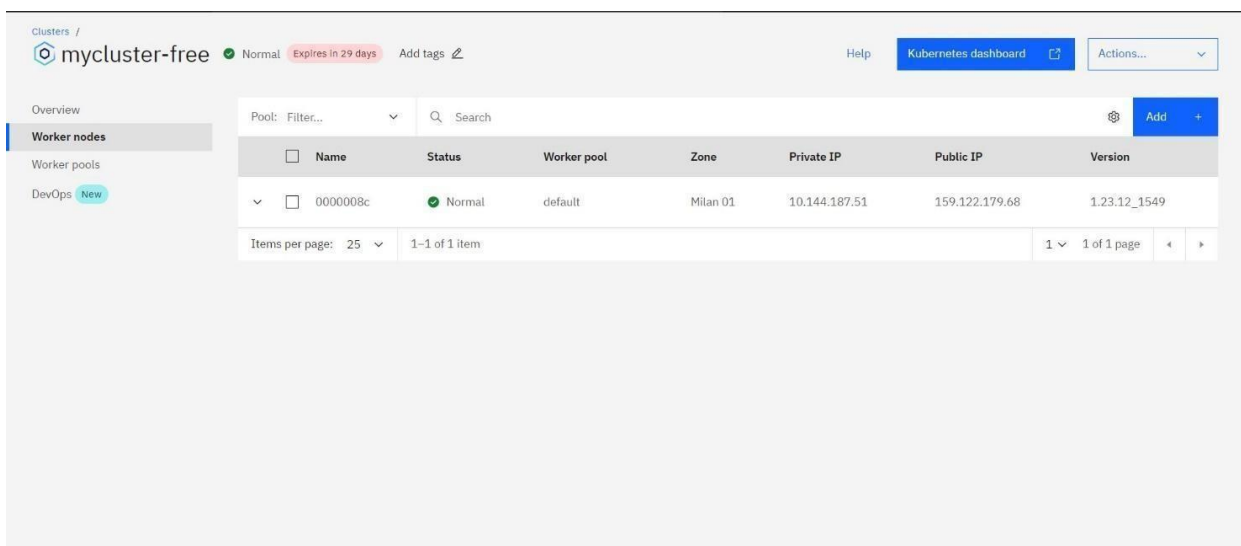 Clusters /
mycluster-free Normal Expires in 29 days Add tags Help Kubernetes dashboard Actions...
Overview
Worker nodes
Worker pools
DevOps New
Pool: Filter... Search Add +
Name Status Worker pool Zone Private IP Public IP Version
0000008c Normal default Milan 01 10.144.187.51 159.122.179.68 1.23.12_1549
Items per page: 25 1–1 of 1 item 1 1 of 1 page